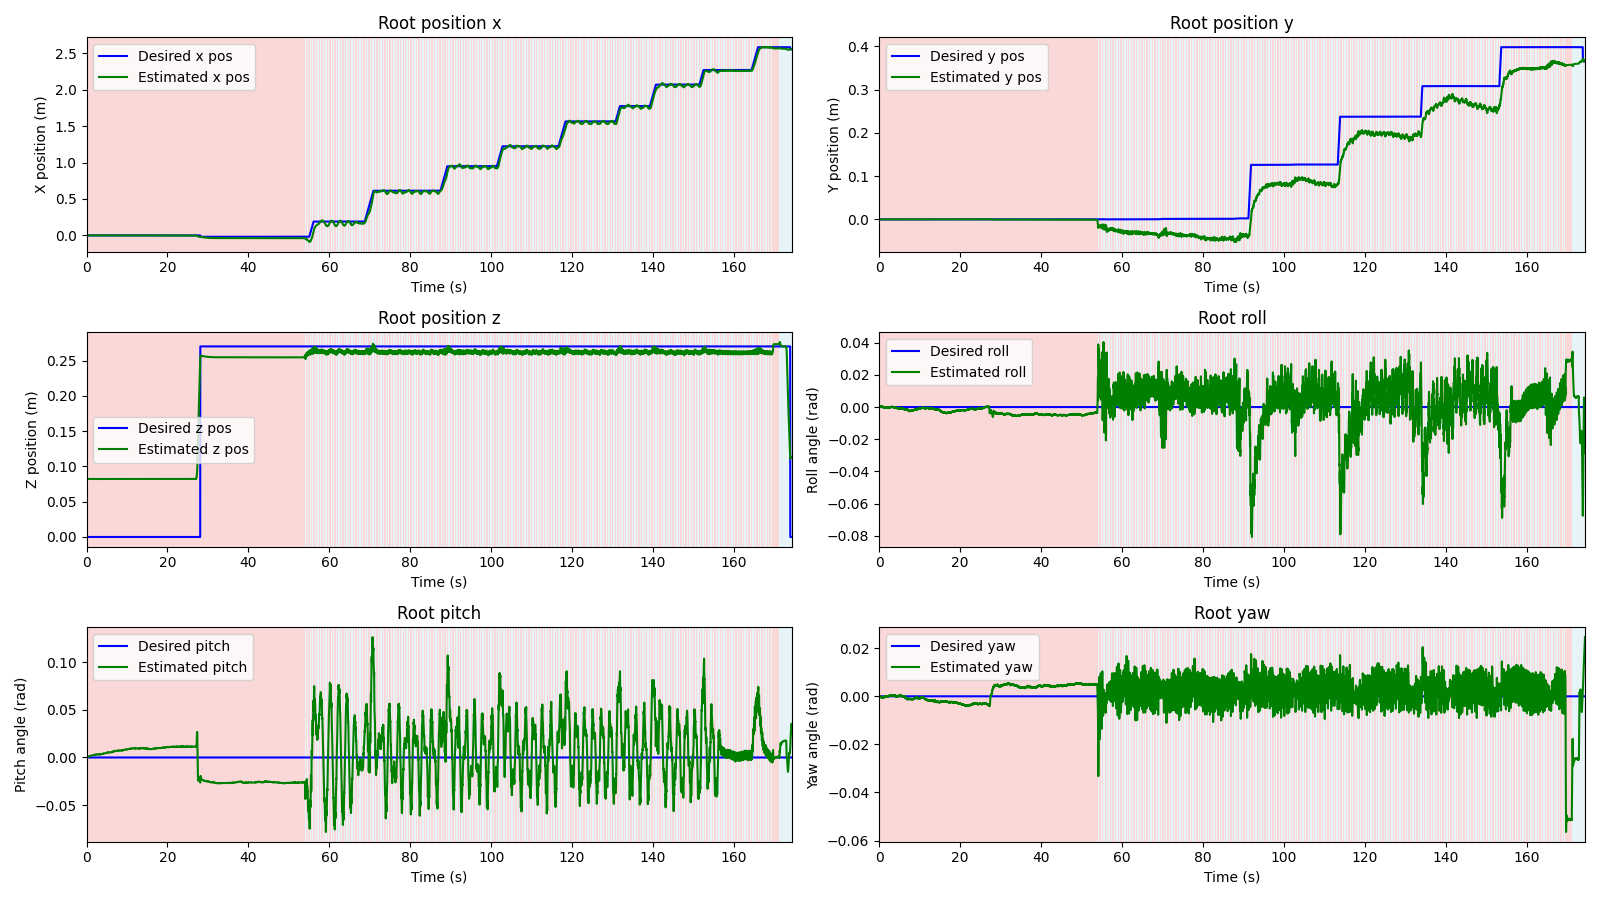 Root position x
Desired x pos
Estimated x pos
X position (m)
2.5
2.0
1.5
1.0
0.5
0.0
0 20 40 60 80 100 120 140 160
Time (s)
Root position y
Desired y pos
Estimated y pos
Y position (m)
0.4
0.3
0.2
0.1
0.0
0 20 40 60 80 100 120 140 160
Time (s)
Root position z
Desired z pos
Estimated z pos
Z position (m)
0.25
0.20
0.15
0.10
0.05
0.00
0 20 40 60 80 100 120 140 160
Time (s)
Root roll
Desired roll
Estimated roll
Roll angle (rad)
0.04
0.02
0.00
−0.02
−0.04
−0.06
−0.08
0 20 40 60 80 100 120 140 160
Time (s)
Root pitch
Desired pitch
Estimated pitch
Pitch angle (rad)
0.10
0.05
0.00
−0.05
0 20 40 60 80 100 120 140 160
Time (s)
Root yaw
Desired yaw
Estimated yaw
Yaw angle (rad)
0.02
0.00
−0.02
−0.04
−0.06
0 20 40 60 80 100 120 140 160
Time (s)